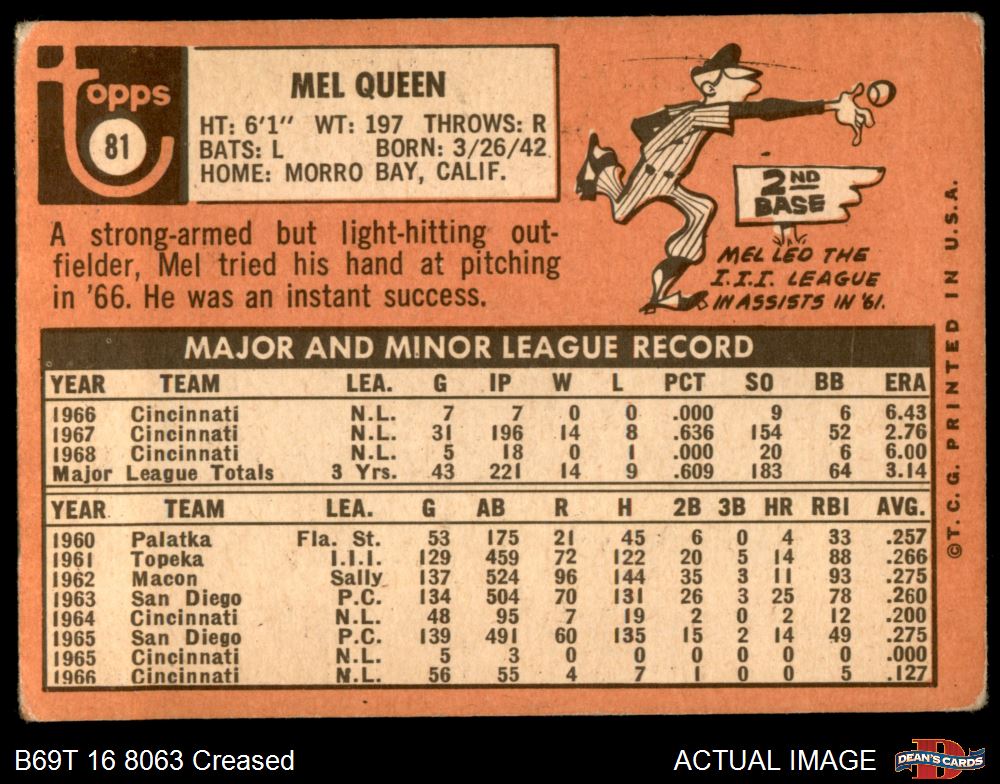 Topps
81
MEL QUEEN
HT: 6'1" WT: 197 THROWS: R
BATS: L BORN: 3/26/42
HOME: MORRO BAY, CALIF.
A strong-armed but light-hitting out-
fielder, Mel tried his hand at pitching
in '66. He was an instant success.
2ND
BASE
MEL LED THE
I.I.I. LEAGUE
IN ASSISTS IN '61.
MAJOR AND MINOR LEAGUE RECORD
YEAR TEAM LEA. G IP W L PCT SO BB ERA
1966 Cincinnati N.L. 7 7 0 0 .000 9 6 6.43
1967 Cincinnati N.L. 31 196 14 8 .636 154 52 2.76
1968 Cincinnati N.L. 5 18 0 1 .000 20 6 6.00
Major League Totals 3 Yrs. 43 221 14 9 .609 183 64 3.14
YEAR TEAM LEA. G AB R H 2B 3B HR RBI AVG.
1960 Palatka Fla. St. 53 175 21 45 6 0 4 33 .257
1961 Topeka I.I.I. 129 459 72 122 20 5 14 88 .266
1962 Macon Sally 137 524 96 144 35 3 11 93 .275
1963 San Diego P.C. 134 504 70 131 26 3 25 78 .260
1964 Cincinnati N.L. 48 95 7 19 2 0 2 12 .200
1965 San Diego P.C. 139 491 60 135 15 2 14 49 .275
1965 Cincinnati N.L. 5 3 0 0 0 0 0 0 .000
1966 Cincinnati N.L. 56 55 4 7 1 0 0 5 .127
©T.C.G. PRINTED IN U.S.A.
B69T 16 8063 Creased
ACTUAL IMAGE
D
DEAN'S CARDS